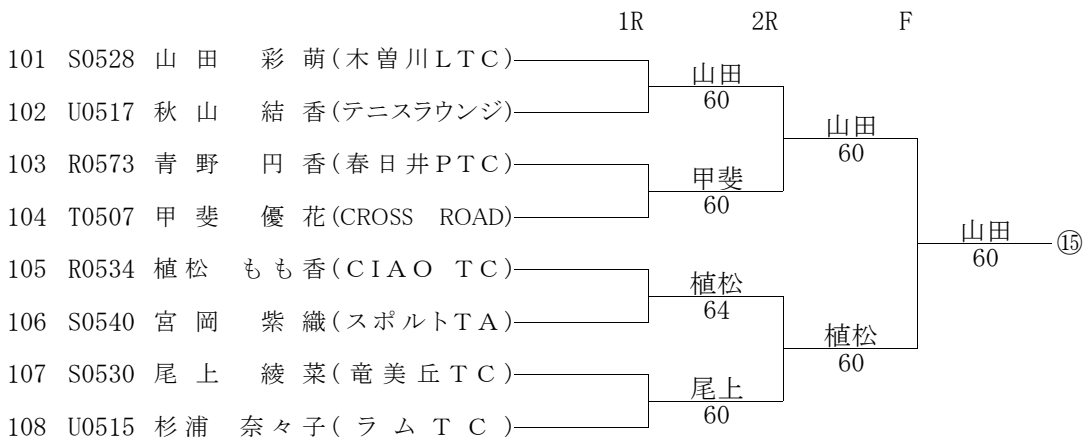 1R 2R F
101 S0528 山田 彩萌(木曽川LTC)
山田
60
102 U0517 秋山 結香(テニスラウンジ)
山田
60
103 R0573 青野 円香(春日井PTC)
甲斐
60
104 T0507 甲斐 優花(CROSS ROAD)
山田 ⑮
60
105 R0534 植松 もも香(CIAO TC)
植松
64
106 S0540 宮岡 紫織(スポルトTA)
植松
60
107 S0530 尾上 綾菜(竜美丘TC)
尾上
60
108 U0515 杉浦 奈々子(ラムTC)